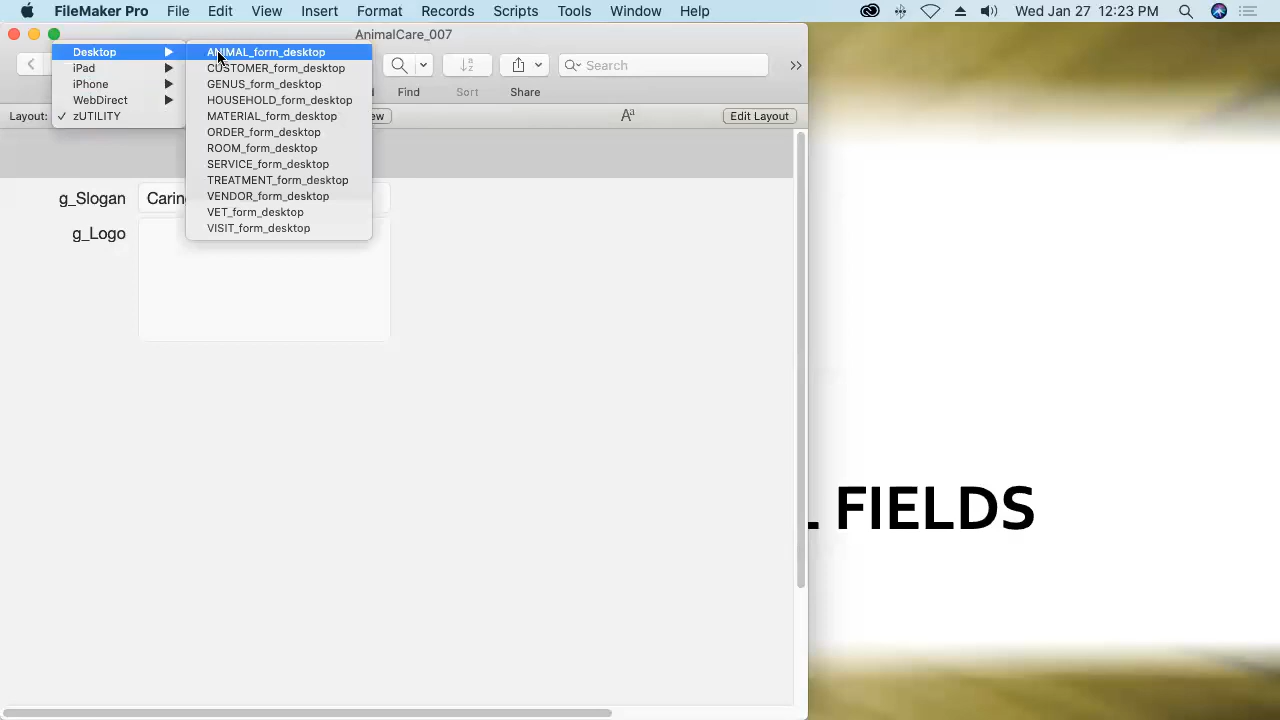 FileMaker Pro File Edit View Insert Format Records Scripts Tools Window Help Wed Jan 27 12:23 PM
AnimalCare_007
Desktop
iPad
iPhone
WebDirect
✓ zUTILITY
ANIMAL_form_desktop
CUSTOMER_form_desktop
GENUS_form_desktop
HOUSEHOLD_form_desktop
MATERIAL_form_desktop
ORDER_form_desktop
ROOM_form_desktop
SERVICE_form_desktop
TREATMENT_form_desktop
VENDOR_form_desktop
VET_form_desktop
VISIT_form_desktop
Search
Find Sort Share
Layout: Aa Edit Layout
g_Slogan
g_Logo
FIELDS